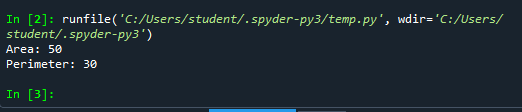 In [2]: runfile('C:/Users/student/.spyder-py3/temp.py', wdir='C:/Users/
student/.spyder-py3')
Area: 50
Perimeter: 30
In [3]: